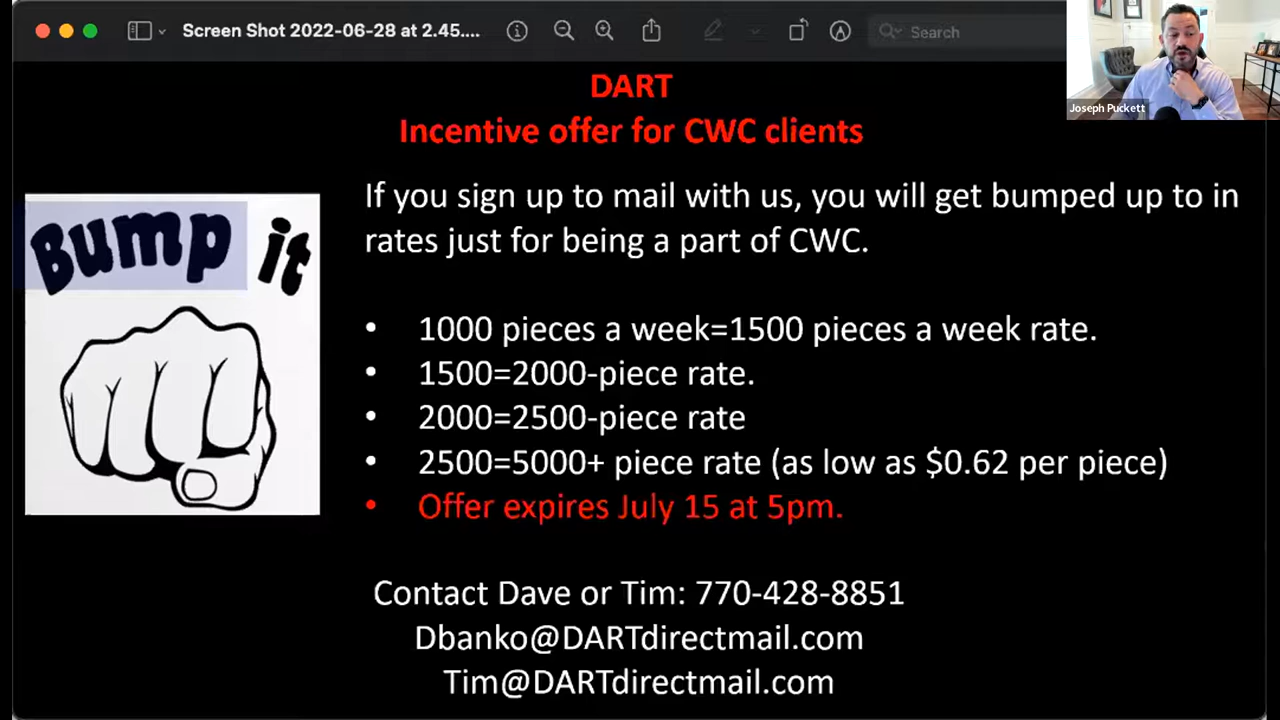 Screen Shot 2022-06-28 at 2.45....
Search
Joseph Puckett
DART
Incentive offer for CWC clients
If you sign up to mail with us, you will get bumped up to in
rates just for being a part of CWC.
Bump it
• 1000 pieces a week=1500 pieces a week rate.
• 1500=2000-piece rate.
• 2000=2500-piece rate
• 2500=5000+ piece rate (as low as $0.62 per piece)
• Offer expires July 15 at 5pm.
Contact Dave or Tim: 770-428-8851
Dbanko@DARTdirectmail.com
Tim@DARTdirectmail.com